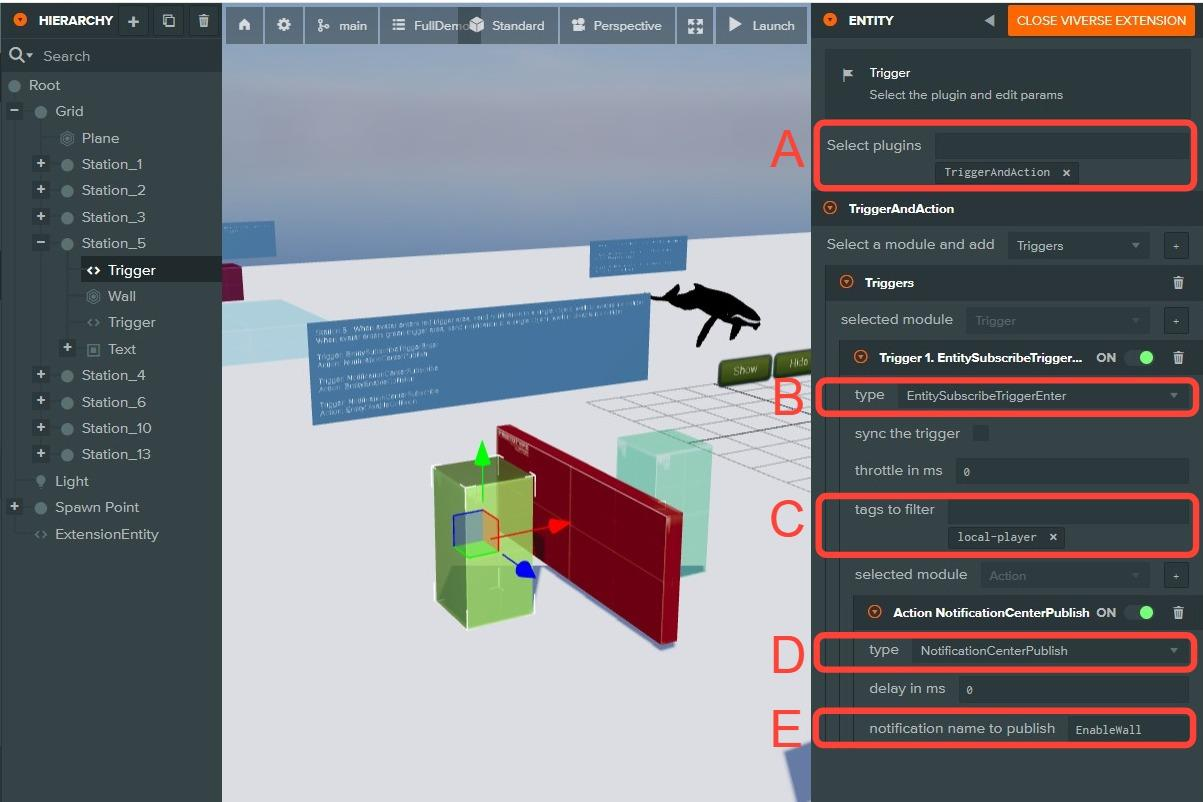 HIERARCHY
Search
Root
Grid
Plane
Station_1
Station_2
Station_3
Station_5
Trigger
Wall
Trigger
Text
Station_4
Station_6
Station_10
Station_13
Light
Spawn Point
ExtensionEntity
main
FullDemo
Standard
Perspective
Launch
Show
Hide
ENTITY
CLOSE VIVERSE EXTENSION
Trigger
Select the plugin and edit params
A
Select plugins
TriggerAndAction ×
TriggerAndAction
Select a module and add Triggers
Triggers
selected module Trigger
Trigger 1. EntitySubscribeTrigger... ON
B
type EntitySubscribeTriggerEnter
sync the trigger
throttle in ms 0
C
tags to filter
local-player ×
selected module Action
Action NotificationCenterPublish ON
D
type NotificationCenterPublish
delay in ms 0
E
notification name to publish EnableWall